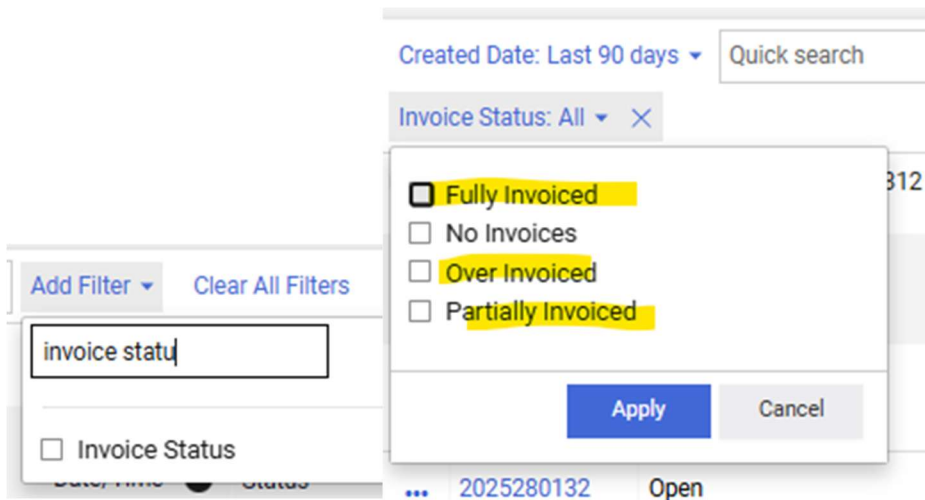 Created Date: Last 90 days
Quick search
Invoice Status: All
312
Fully Invoiced
No Invoices
Over Invoiced
Partially Invoiced
Apply Cancel
2025280132 Open
Add Filter Clear All Filters
invoice statu
Invoice Status
Date/Time Status